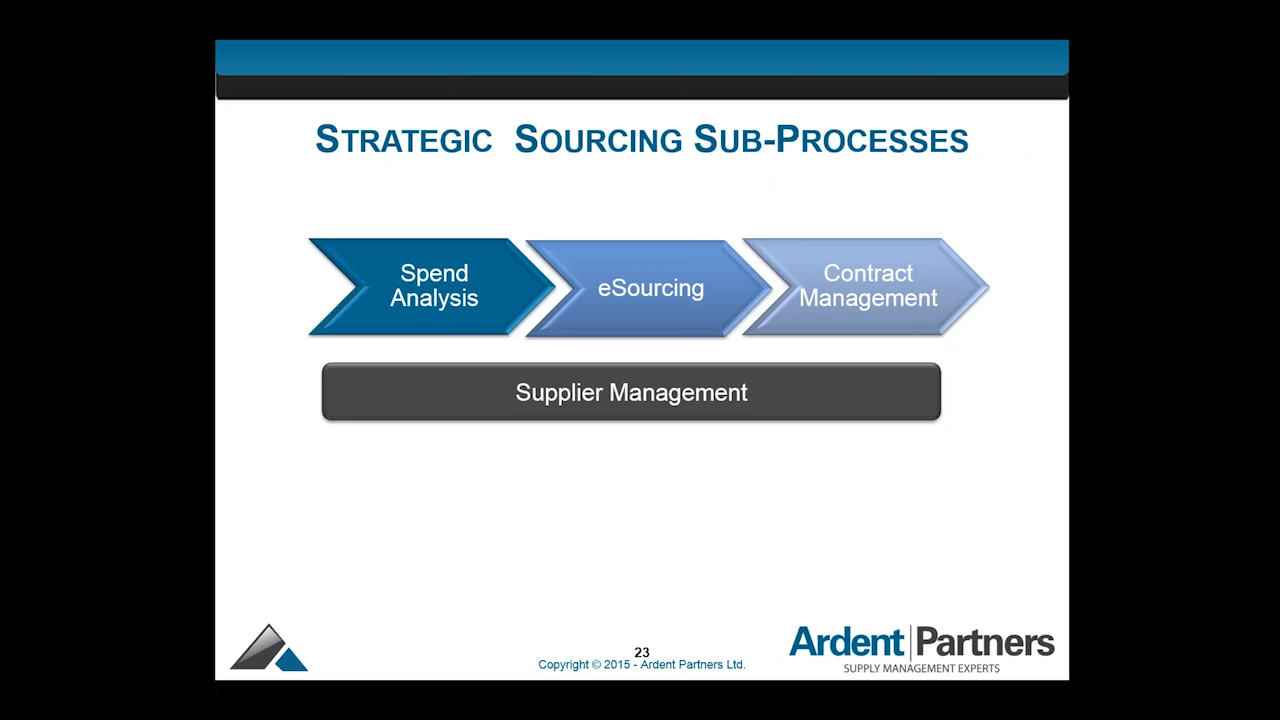 STRATEGIC SOURCING SUB-PROCESSES
Spend
Analysis
eSourcing
Contract
Management
Supplier Management
23
Copyright © 2015 - Ardent Partners Ltd.
Ardent Partners
SUPPLY MANAGEMENT EXPERTS